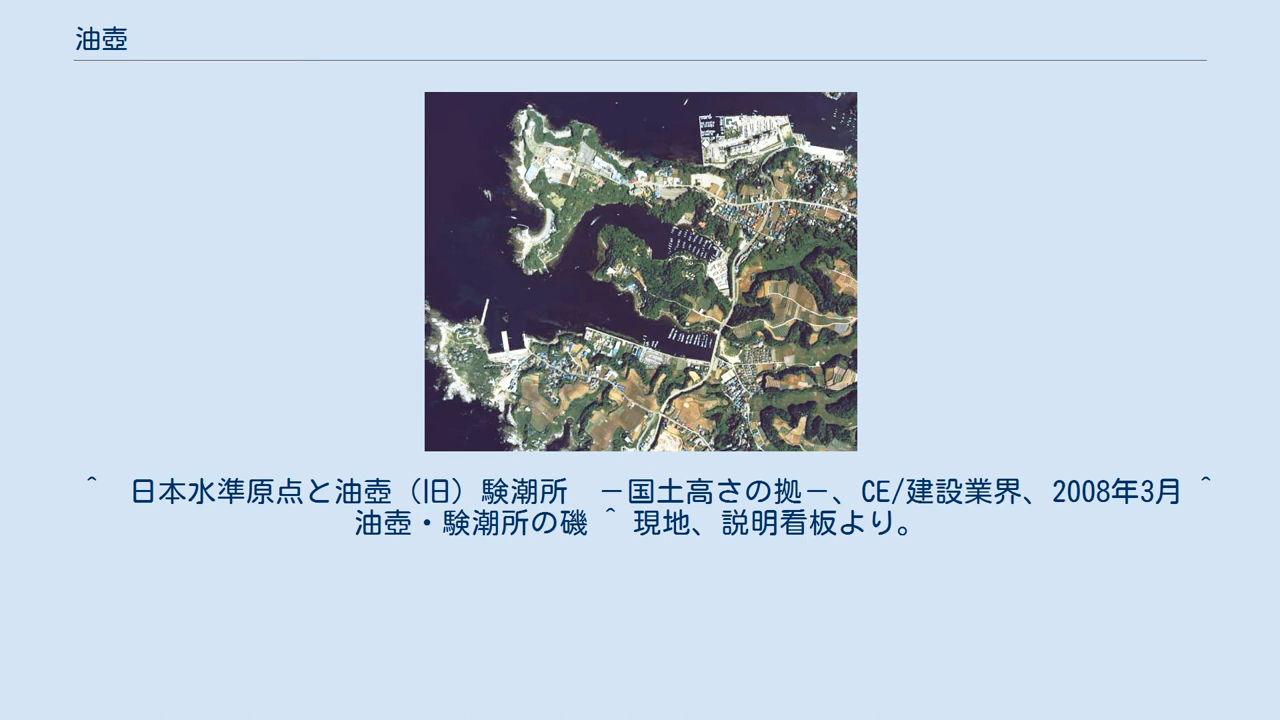 油壺
^　日本水準原点と油壺（旧）験潮所　－国土高さの拠－、CE/建設業界、2008年3月 ^
油壺・験潮所の磯 ^ 現地、説明看板より。